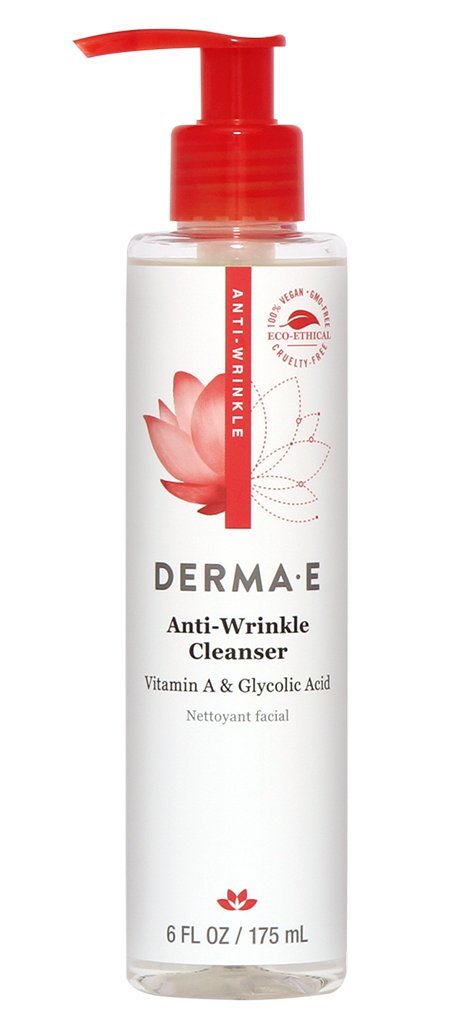 ANTI-WRINKLE
100% VEGAN · GMO-FREE
ECO-ETHICAL
CRUELTY-FREE
DERMA·E
Anti-Wrinkle
Cleanser
Vitamin A & Glycolic Acid
Nettoyant facial
6 FL OZ / 175 mL